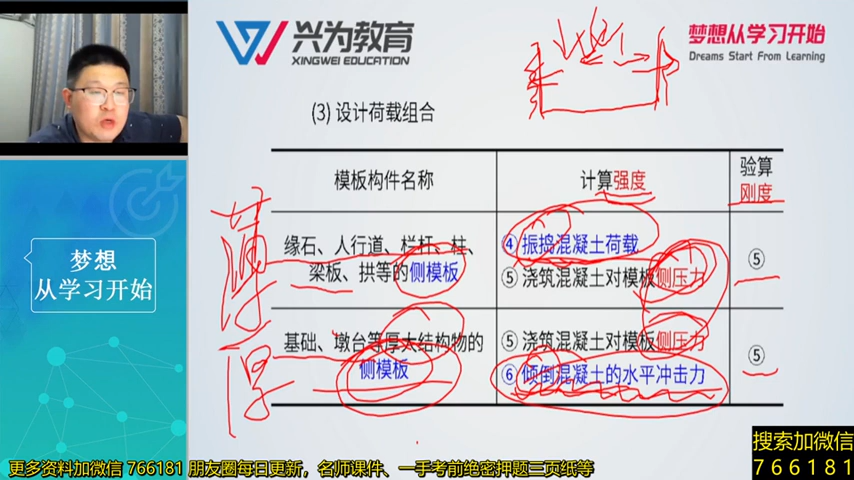 兴为教育
XINGWEI EDUCATION
梦想从学习开始
Dreams Start From Learning
(3) 设计荷载组合
模板构件名称
计算强度
验算
刚度
缘石、人行道、栏杆、柱、
梁板、拱等的侧模板
④ 振捣混凝土荷载
⑤ 浇筑混凝土对模板侧压力
⑤
基础、墩台等厚大结构物的
侧模板
⑤ 浇筑混凝土对模板侧压力
⑥ 倾倒混凝土的水平冲击力
⑤
薄
厚
梦想
从学习开始
搜索加微信
766181
更多资料加微信 766181 朋友圈每日更新，名师课件、一手考前绝密押题三页纸等